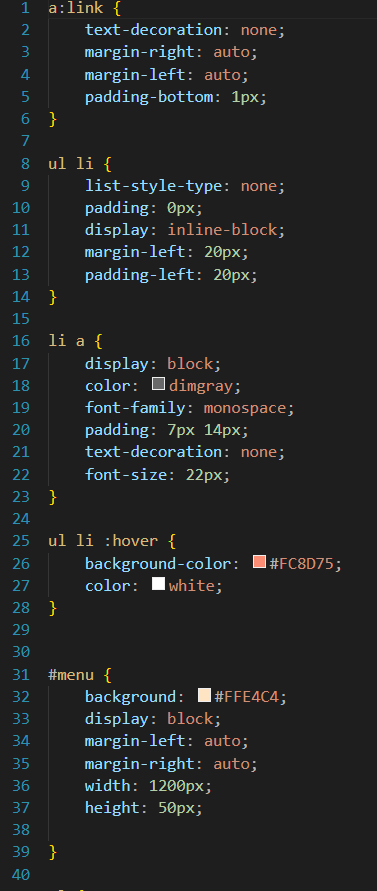 1 a:link {
2 text-decoration: none;
3 margin-right: auto;
4 margin-left: auto;
5 padding-bottom: 1px;
6 }
7
8 ul li {
9 list-style-type: none;
10 padding: 0px;
11 display: inline-block;
12 margin-left: 20px;
13 padding-left: 20px;
14 }
15
16 li a {
17 display: block;
18 color: dimgray;
19 font-family: monospace;
20 padding: 7px 14px;
21 text-decoration: none;
22 font-size: 22px;
23 }
24
25 ul li :hover {
26 background-color: #FC8D75;
27 color: white;
28 }
29
30
31 #menu {
32 background: #FFE4C4;
33 display: block;
34 margin-left: auto;
35 margin-right: auto;
36 width: 1200px;
37 height: 50px;
38
39 }
40